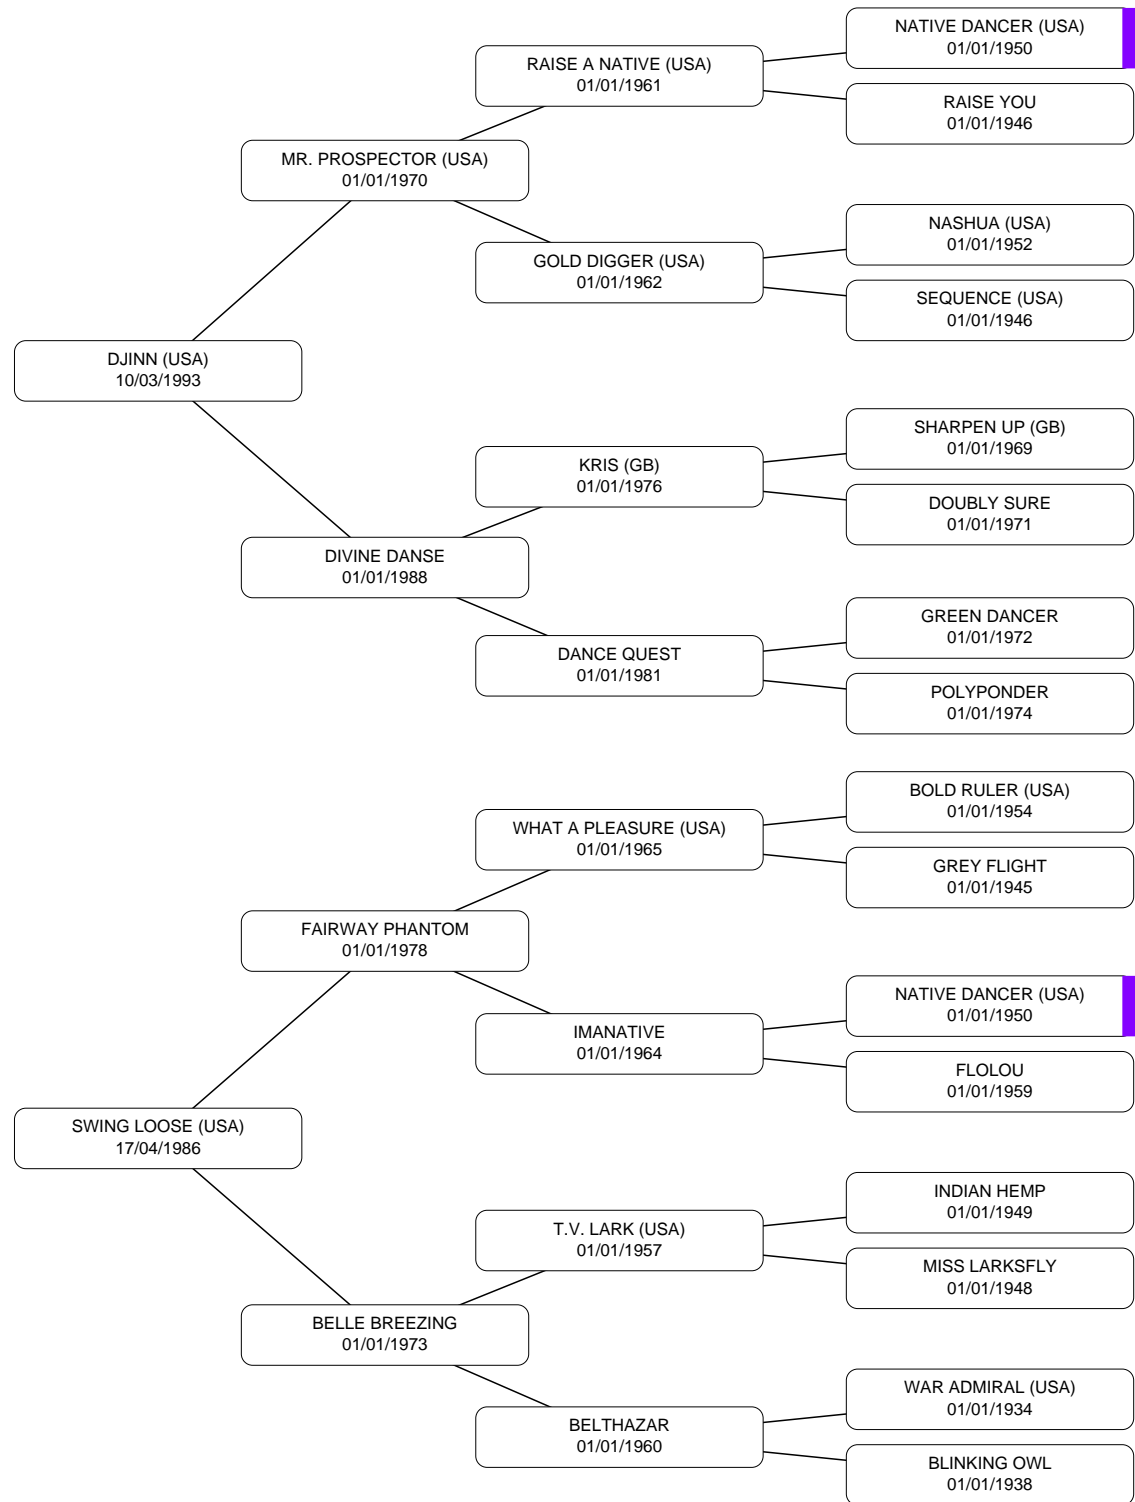 NATIVE DANCER (USA)
01/01/1950
RAISE A NATIVE (USA)
01/01/1961
RAISE YOU
01/01/1946
MR. PROSPECTOR (USA)
01/01/1970
NASHUA (USA)
01/01/1952
GOLD DIGGER (USA)
01/01/1962
SEQUENCE (USA)
01/01/1946
DJINN (USA)
10/03/1993
SHARPEN UP (GB)
01/01/1969
KRIS (GB)
01/01/1976
DOUBLY SURE
01/01/1971
DIVINE DANSE
01/01/1988
GREEN DANCER
01/01/1972
DANCE QUEST
01/01/1981
POLYPONDER
01/01/1974
BOLD RULER (USA)
01/01/1954
WHAT A PLEASURE (USA)
01/01/1965
GREY FLIGHT
01/01/1945
FAIRWAY PHANTOM
01/01/1978
NATIVE DANCER (USA)
01/01/1950
IMANATIVE
01/01/1964
FLOLOU
01/01/1959
SWING LOOSE (USA)
17/04/1986
INDIAN HEMP
01/01/1949
T.V. LARK (USA)
01/01/1957
MISS LARKSFLY
01/01/1948
BELLE BREEZING
01/01/1973
WAR ADMIRAL (USA)
01/01/1934
BELTHAZAR
01/01/1960
BLINKING OWL
01/01/1938